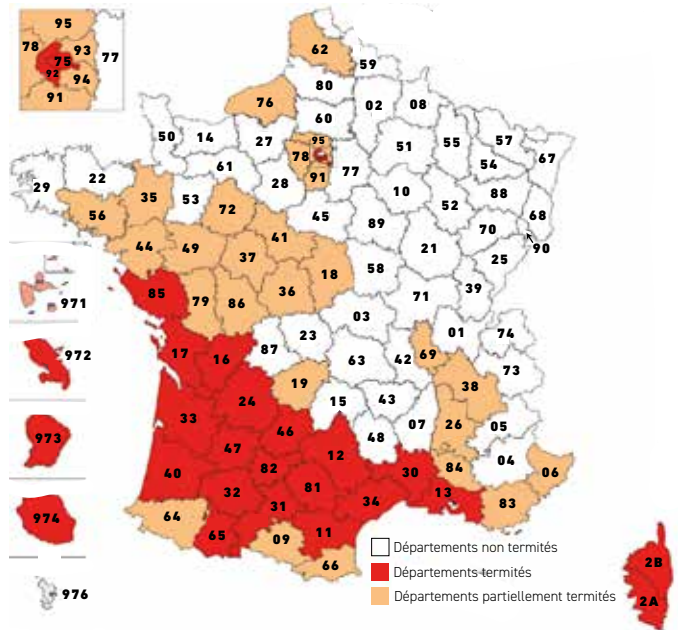 95
78 93 77
75
92 94
91
62
59
80
76 02 08
60
50 14 27 95 51 55 57 67
78 77 54
61 91
29 22 35 53 28 10 88
56 72 52 68
45 89 70
44 49 41 21 90
37 25
18 58
971 85 79 86 36 71 39
03
972 17 16 87 23 01 74
63 42 69
73
19 38
24 15 43
33 46 07 26 05
973 47 48
12 04
40 82 30 84 06
32 81 13
34 83
974 31
64 65 11
09
66
Départements non termités
Départements termités
Départements partiellement termités
976
2B
2A